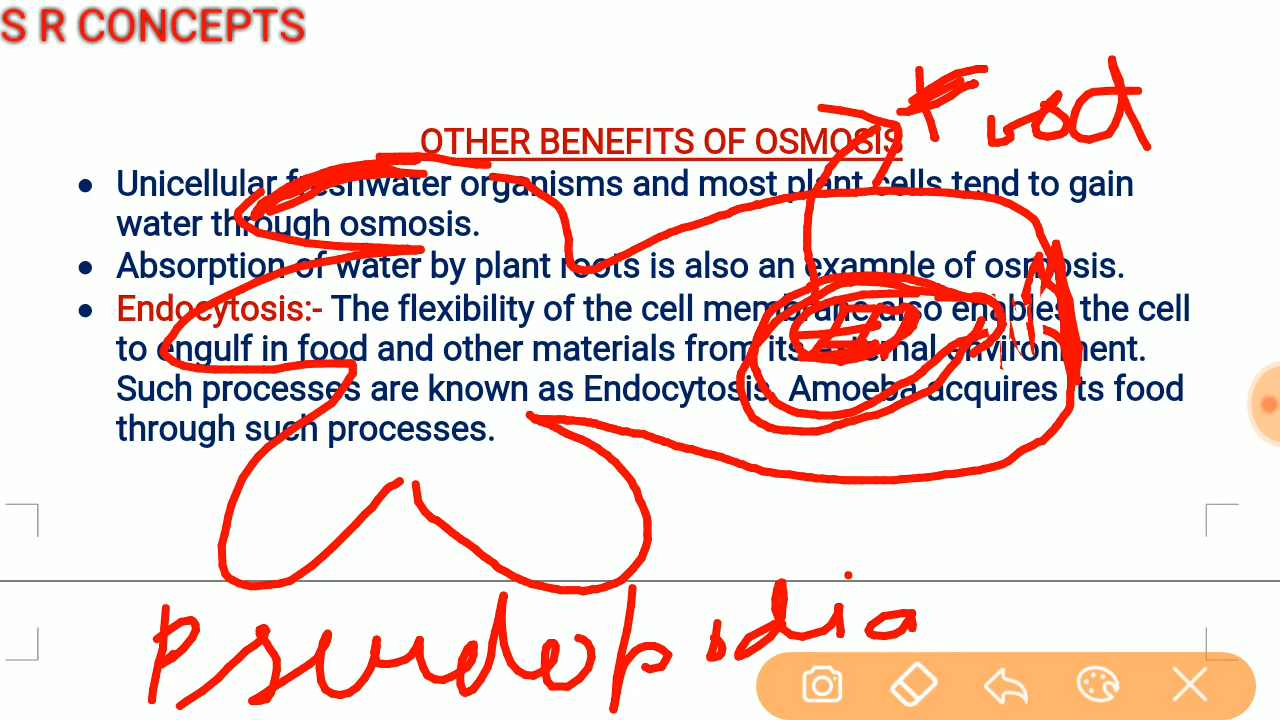 S R CONCEPTS
OTHER BENEFITS OF OSMOSIS
Unicellular freshwater organisms and most plant cells tend to gain
water through osmosis.
Absorption of water by plant roots is also an example of osmosis.
Endocytosis:- The flexibility of the cell membrane also enables the cell
to engulf in food and other materials from its external environment.
Such processes are known as Endocytosis. Amoeba acquires its food
through such processes.
Pseudopodia